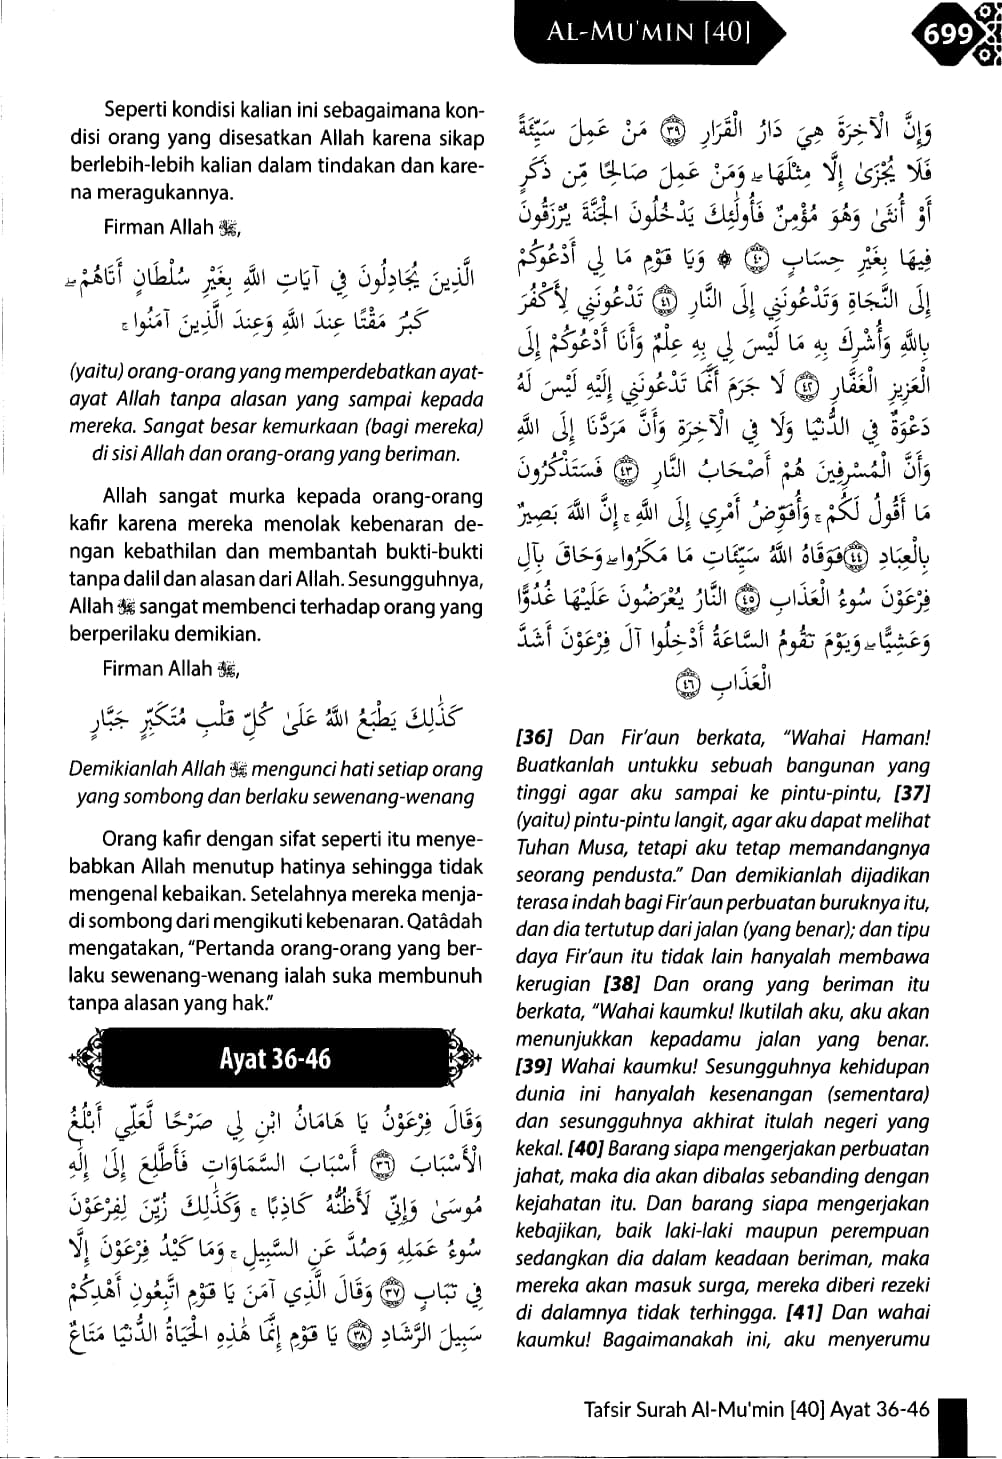 AL-MU'MIN [40]
699
Seperti kondisi kalian ini sebagaimana kon-
disi orang yang disesatkan Allah karena sikap
berlebih-lebih kalian dalam tindakan dan kare-
na meragukannya.
Firman Allah ﷻ,
الَّذِينَ يُجَادِلُونَ فِي آيَاتِ اللَّهِ بِغَيْرِ سُلْطَانٍ أَتَاهُمْ ۖ
كَبُرَ مَقْتًا عِندَ اللَّهِ وَعِندَ الَّذِينَ آمَنُوا ۚ
(yaitu) orang-orang yang memperdebatkan ayat-
ayat Allah tanpa alasan yang sampai kepada
mereka. Sangat besar kemurkaan (bagi mereka)
di sisi Allah dan orang-orang yang beriman.
Allah sangat murka kepada orang-orang
kafir karena mereka menolak kebenaran de-
ngan kebathilan dan membantah bukti-bukti
tanpa dalil dan alasan dari Allah. Sesungguhnya,
Allah ﷻ sangat membenci terhadap orang yang
berperilaku demikian.
Firman Allah ﷻ,
كَذَٰلِكَ يَطْبَعُ اللَّهُ عَلَىٰ كُلِّ قَلْبِ مُتَكَبِّرٍ جَبَّارٍ
Demikianlah Allah ﷻ mengunci hati setiap orang
yang sombong dan berlaku sewenang-wenang
Orang kafir dengan sifat seperti itu menye-
babkan Allah menutup hatinya sehingga tidak
mengenal kebaikan. Setelahnya mereka menja-
di sombong dari mengikuti kebenaran. Qatâdah
mengatakan, “Pertanda orang-orang yang ber-
laku sewenang-wenang ialah suka membunuh
tanpa alasan yang hak.”
Ayat 36-46
وَقَالَ فِرْعَوْنُ يَا هَامَانُ ابْنِ لِي صَرْحًا لَّعَلِّي أَبْلُغُ
الْأَسْبَابَ ﴿٣٦﴾ أَسْبَابَ السَّمَاوَاتِ فَأَطَّلِعَ إِلَىٰ إِلَٰهِ
مُوسَىٰ وَإِنِّي لَأَظُنُّهُ كَاذِبًا ۚ وَكَذَٰلِكَ زُيِّنَ لِفِرْعَوْنَ
سُوءُ عَمَلِهِ وَصُدَّ عَنِ السَّبِيلِ ۚ وَمَا كَيْدُ فِرْعَوْنَ إِلَّا
فِي تَبَابٍ ﴿٣٧﴾ وَقَالَ الَّذِي آمَنَ يَا قَوْمِ اتَّبِعُونِ أَهْدِكُمْ
سَبِيلَ الرَّشَادِ ﴿٣٨﴾ يَا قَوْمِ إِنَّمَا هَٰذِهِ الْحَيَاةُ الدُّنْيَا مَتَاعٌ
وَإِنَّ الْآخِرَةَ هِيَ دَارُ الْقَرَارِ ﴿٣٩﴾ مَنْ عَمِلَ سَيِّئَةً
فَلَا يُجْزَىٰ إِلَّا مِثْلَهَا ۖ وَمَنْ عَمِلَ صَالِحًا مِّن ذَكَرٍ
أَوْ أُنثَىٰ وَهُوَ مُؤْمِنٌ فَأُولَٰئِكَ يَدْخُلُونَ الْجَنَّةَ يُرْزَقُونَ
فِيهَا بِغَيْرِ حِسَابٍ ﴿٤٠﴾ ۞ وَيَا قَوْمِ مَا لِي أَدْعُوكُمْ
إِلَى النَّجَاةِ وَتَدْعُونَنِي إِلَى النَّارِ ﴿٤١﴾ تَدْعُونَنِي لِأَكْفُرَ
بِاللَّهِ وَأُشْرِكَ بِهِ مَا لَيْسَ لِي بِهِ عِلْمٌ وَأَنَا أَدْعُوكُمْ إِلَى
الْعَزِيزِ الْغَفَّارِ ﴿٤٢﴾ لَا جَرَمَ أَنَّمَا تَدْعُونَنِي إِلَيْهِ لَيْسَ لَهُ
دَعْوَةٌ فِي الدُّنْيَا وَلَا فِي الْآخِرَةِ وَأَنَّ مَرَدَّنَا إِلَى اللَّهِ
وَأَنَّ الْمُسْرِفِينَ هُمْ أَصْحَابُ النَّارِ ﴿٤٣﴾ فَسَتَذْكُرُونَ
مَا أَقُولُ لَكُمْ ۚ وَأُفَوِّضُ أَمْرِي إِلَى اللَّهِ ۚ إِنَّ اللَّهَ بَصِيرٌ
بِالْعِبَادِ ﴿٤٤﴾ فَوَقَاهُ اللَّهُ سَيِّئَاتِ مَا مَكَرُوا ۖ وَحَاقَ بِآلِ
فِرْعَوْنَ سُوءُ الْعَذَابِ ﴿٤٥﴾ النَّارُ يُعْرَضُونَ عَلَيْهَا غُدُوًّا
وَعَشِيًّا ۖ وَيَوْمَ تَقُومُ السَّاعَةُ أَدْخِلُوا آلَ فِرْعَوْنَ أَشَدَّ
الْعَذَابِ ﴿٤٦﴾
[36] Dan Fir'aun berkata, “Wahai Haman!
Buatkanlah untukku sebuah bangunan yang
tinggi agar aku sampai ke pintu-pintu, [37]
(yaitu) pintu-pintu langit, agar aku dapat melihat
Tuhan Musa, tetapi aku tetap memandangnya
seorang pendusta.” Dan demikianlah dijadikan
terasa indah bagi Fir'aun perbuatan buruknya itu,
dan dia tertutup dari jalan (yang benar); dan tipu
daya Fir'aun itu tidak lain hanyalah membawa
kerugian [38] Dan orang yang beriman itu
berkata, “Wahai kaumku! Ikutilah aku, aku akan
menunjukkan kepadamu jalan yang benar.
[39] Wahai kaumku! Sesungguhnya kehidupan
dunia ini hanyalah kesenangan (sementara)
dan sesungguhnya akhirat itulah negeri yang
kekal. [40] Barang siapa mengerjakan perbuatan
jahat, maka dia akan dibalas sebanding dengan
kejahatan itu. Dan barang siapa mengerjakan
kebajikan, baik laki-laki maupun perempuan
sedangkan dia dalam keadaan beriman, maka
mereka akan masuk surga, mereka diberi rezeki
di dalamnya tidak terhingga. [41] Dan wahai
kaumku! Bagaimanakah ini, aku menyerumu
Tafsir Surah Al-Mu'min [40] Ayat 36-46